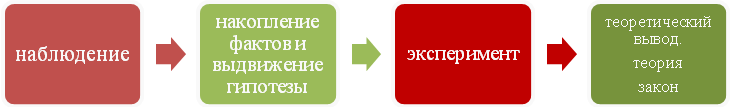 наблюдение
накопление
фактов и
выдвижение
гипотезы
эксперимент
теоретический
вывод.
теория
закон